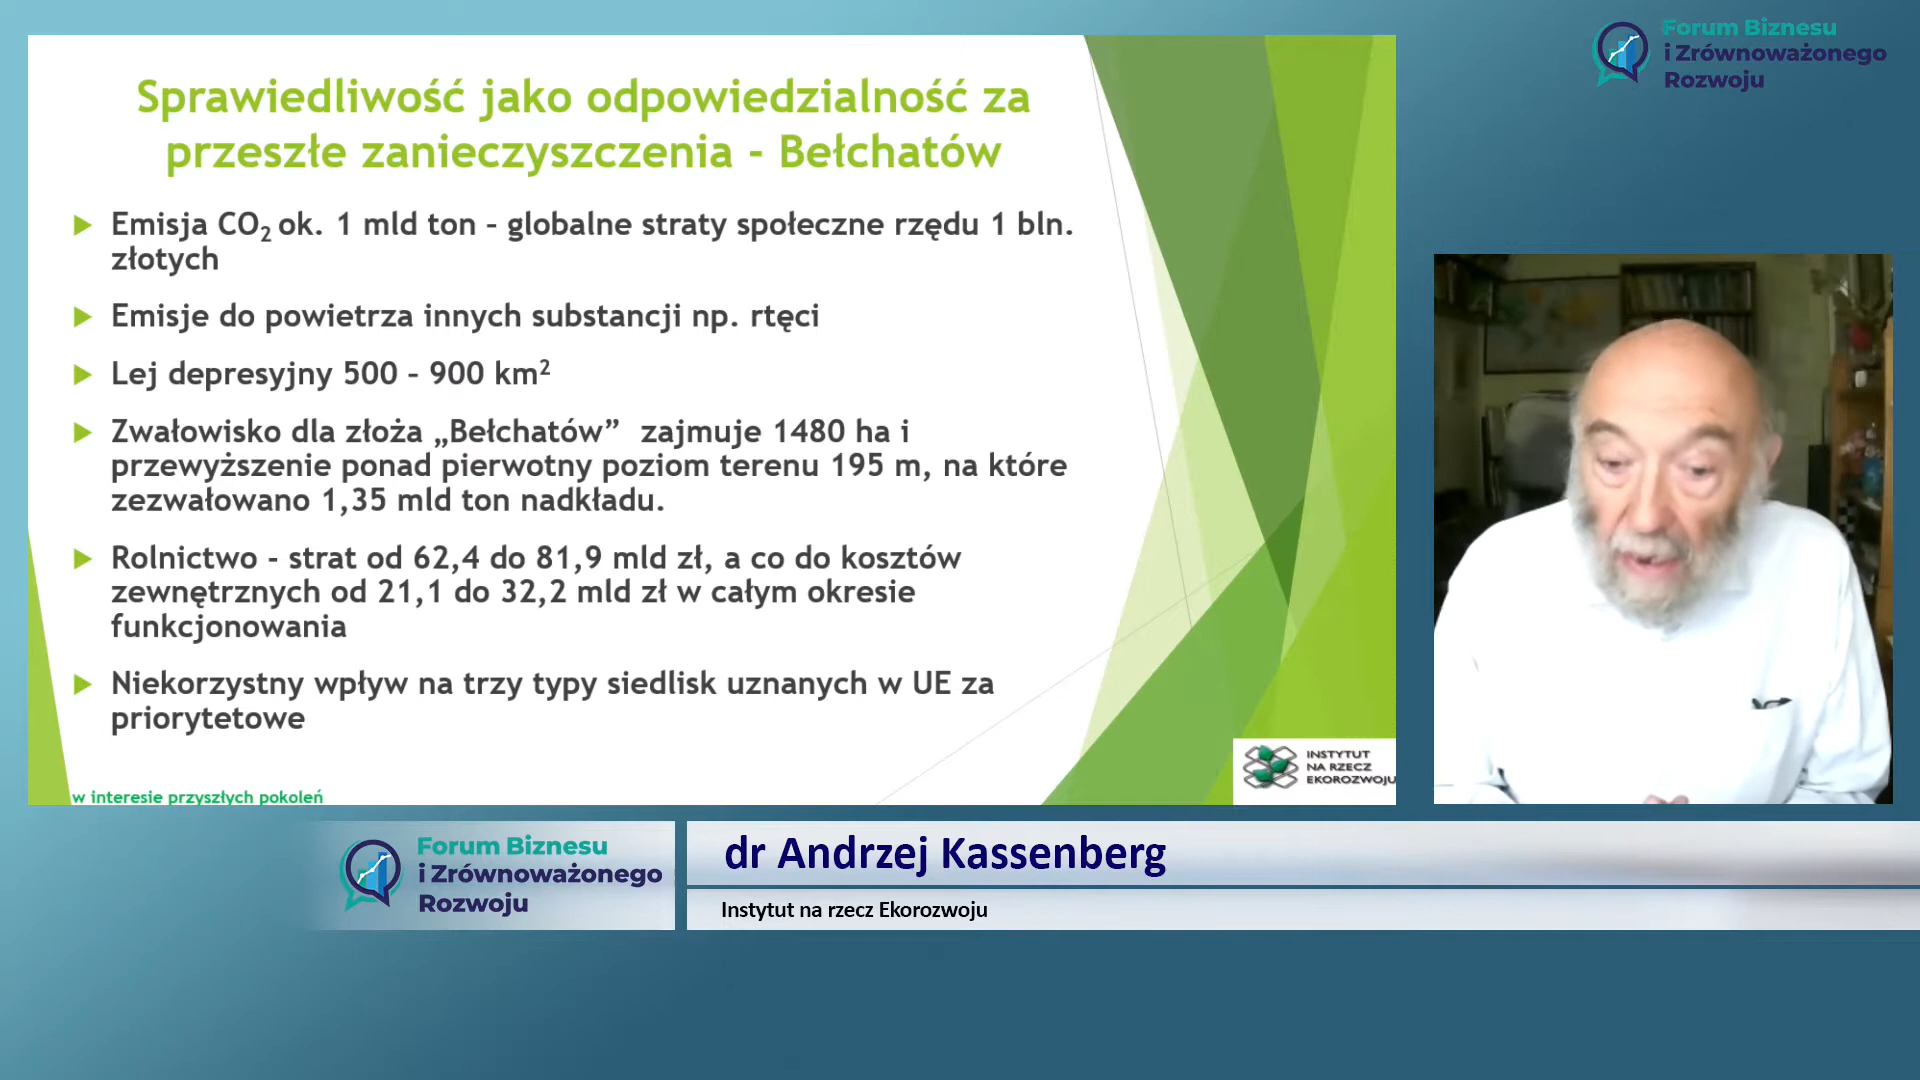 Forum Biznesu
i Zrównoważonego
Rozwoju
Sprawiedliwość jako odpowiedzialność za
przeszłe zanieczyszczenia - Bełchatów
Emisja CO₂ ok. 1 mld ton – globalne straty społeczne rzędu 1 bln.
złotych
Emisje do powietrza innych substancji np. rtęci
Lej depresyjny 500 – 900 km²
Zwałowisko dla złoża „Bełchatów” zajmuje 1480 ha i
przewyższenie ponad pierwotny poziom terenu 195 m, na które
zezwałowano 1,35 mld ton nadkładu.
Rolnictwo - strat od 62,4 do 81,9 mld zł, a co do kosztów
zewnętrznych od 21,1 do 32,2 mld zł w całym okresie
funkcjonowania
Niekorzystny wpływ na trzy typy siedlisk uznanych w UE za
priorytetowe
INSTYTUT
NA RZECZ
EKOROZWOJU
w interesie przyszłych pokoleń
Forum Biznesu
i Zrównoważonego
Rozwoju
dr Andrzej Kassenberg
Instytut na rzecz Ekorozwoju